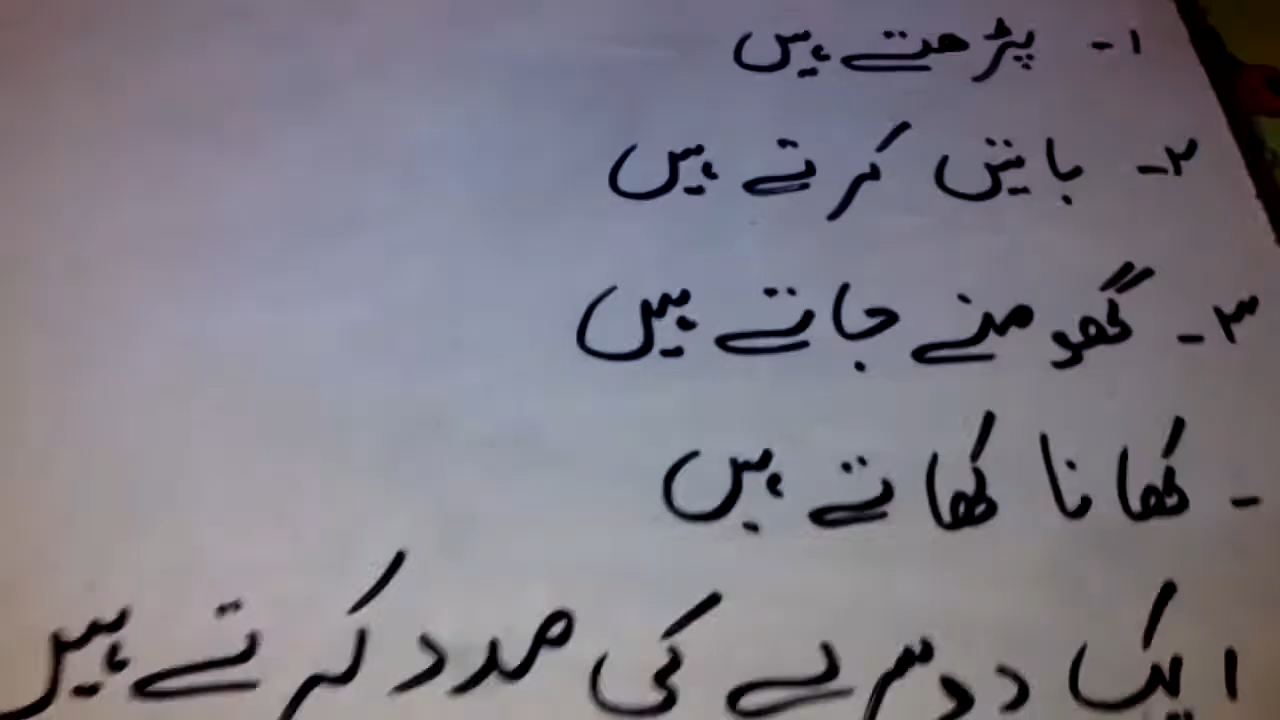 ۱- پڑھتے ہیں
۲- باتیں کرتے ہیں
۳- گھومنے جاتے ہیں
- کھانا کھاتے ہیں
ایک دوسرے کی مدد کرتے ہیں